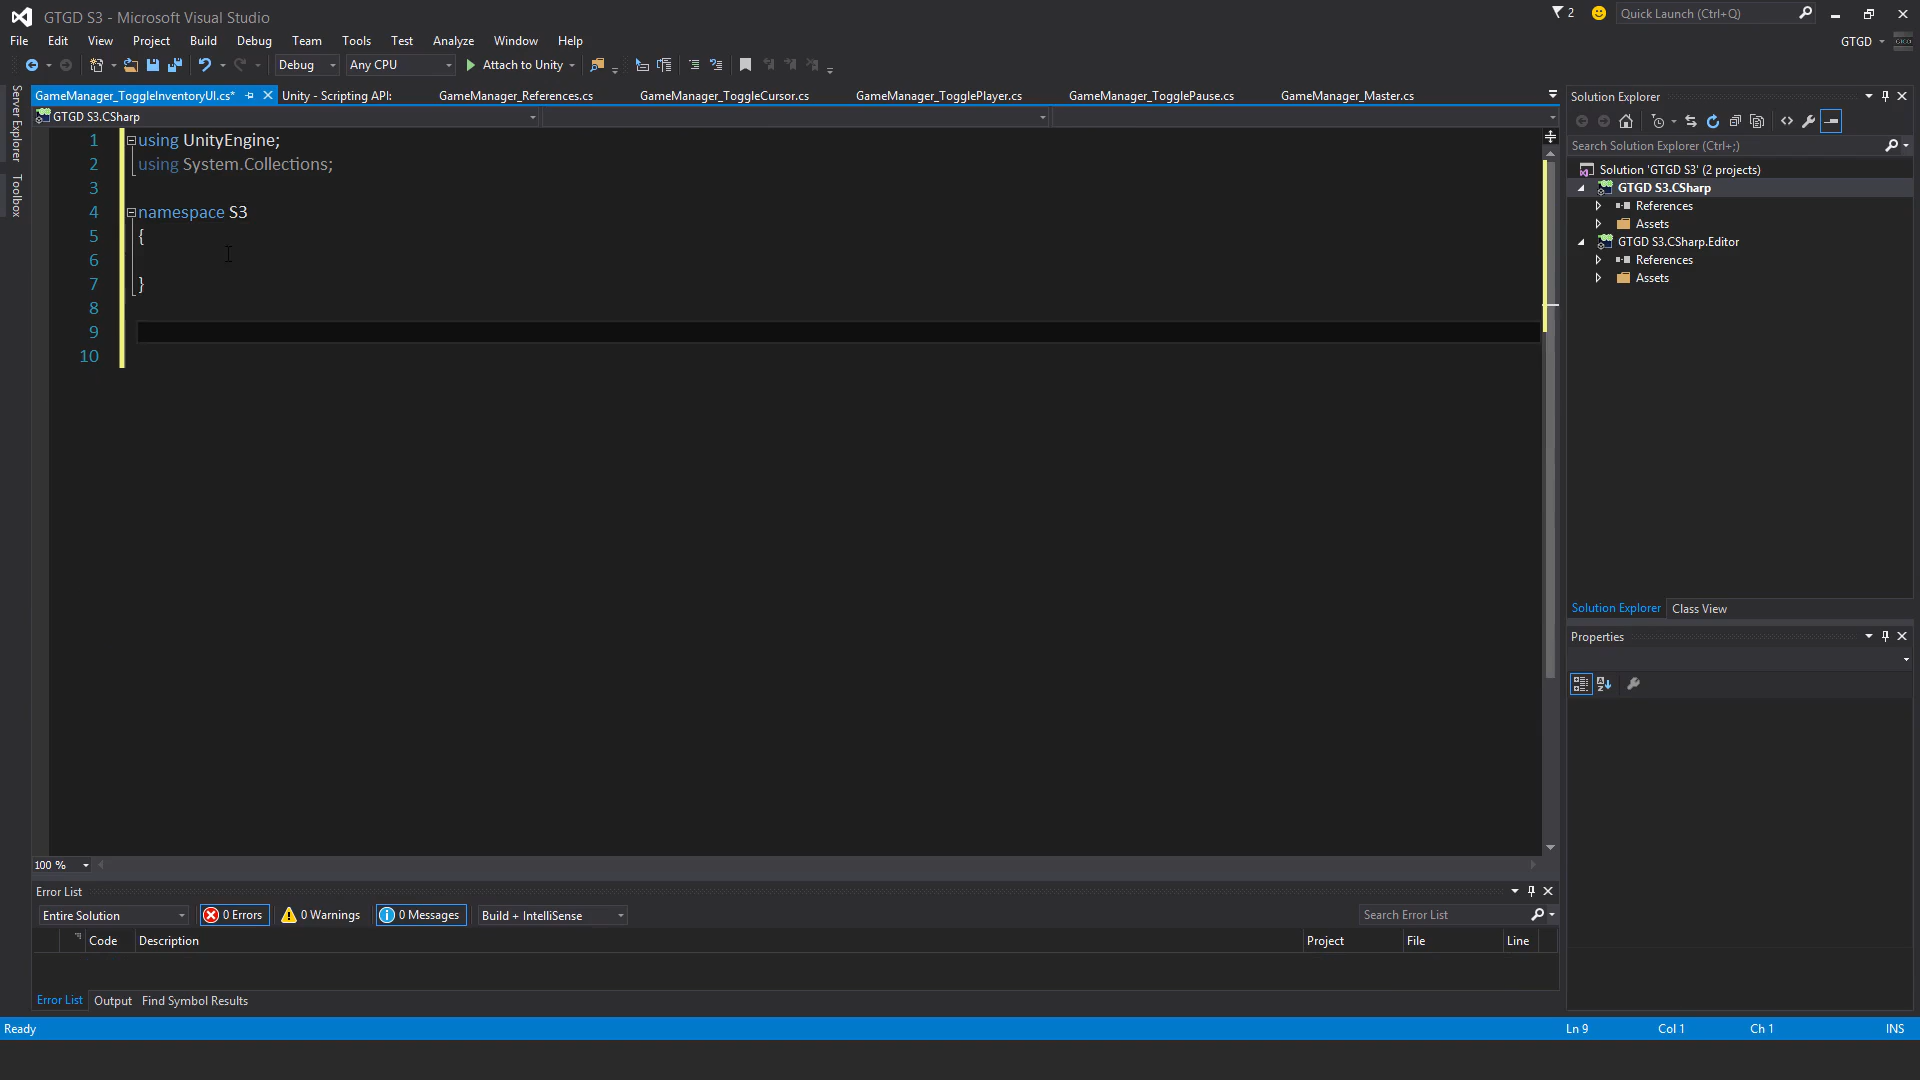 GTGD S3 - Microsoft Visual Studio
2
Quick Launch (Ctrl+Q)
File Edit View Project Build Debug Team Tools Test Analyze Window Help
GTGD
Debug Any CPU Attach to Unity
GameManager_ToggleInventoryUI.cs* Unity - Scripting API: GameManager_References.cs GameManager_ToggleCursor.cs GameManager_TogglePlayer.cs GameManager_TogglePause.cs GameManager_Master.cs
GTGD S3.CSharp
Server Explorer
Toolbox
1 using UnityEngine;
2 using System.Collections;
3
4 namespace S3
5 {
6
7 }
8
9
10
100 %
Solution Explorer
Search Solution Explorer (Ctrl+;)
Solution 'GTGD S3' (2 projects)
GTGD S3.CSharp
References
Assets
GTGD S3.CSharp.Editor
References
Assets
Solution Explorer Class View
Properties
Error List
Entire Solution 0 Errors 0 Warnings 0 Messages Build + IntelliSense Search Error List
Code Description Project File Line
Error List Output Find Symbol Results
Ready Ln 9 Col 1 Ch 1 INS